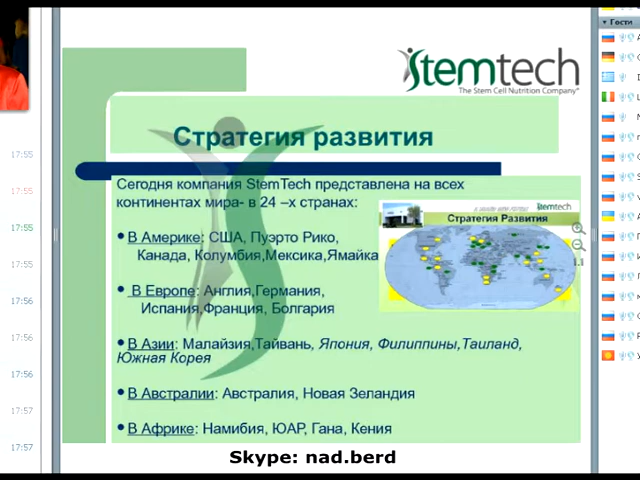 Гости
Stemtech
The Stem Cell Nutrition Company
Стратегия развития
Сегодня компания StemTech представлена на всех
континентах мира- в 24 –х странах:
Stemtech
Стратегия Развития
• В Америке: США, Пуэрто Рико,
Канада, Колумбия,Мексика,Ямайка
• В Европе: Англия,Германия,
Испания,Франция, Болгария
• В Азии: Малайзия,Тайвань, Япония, Филиппины,Таиланд,
Южная Корея
• В Австралии: Австралия, Новая Зеландия
• В Африке: Намибия, ЮАР, Гана, Кения
17:55
17:55
17:55
17:55
17:56
17:56
17:56
17:57
17:57
Skype: nad.berd